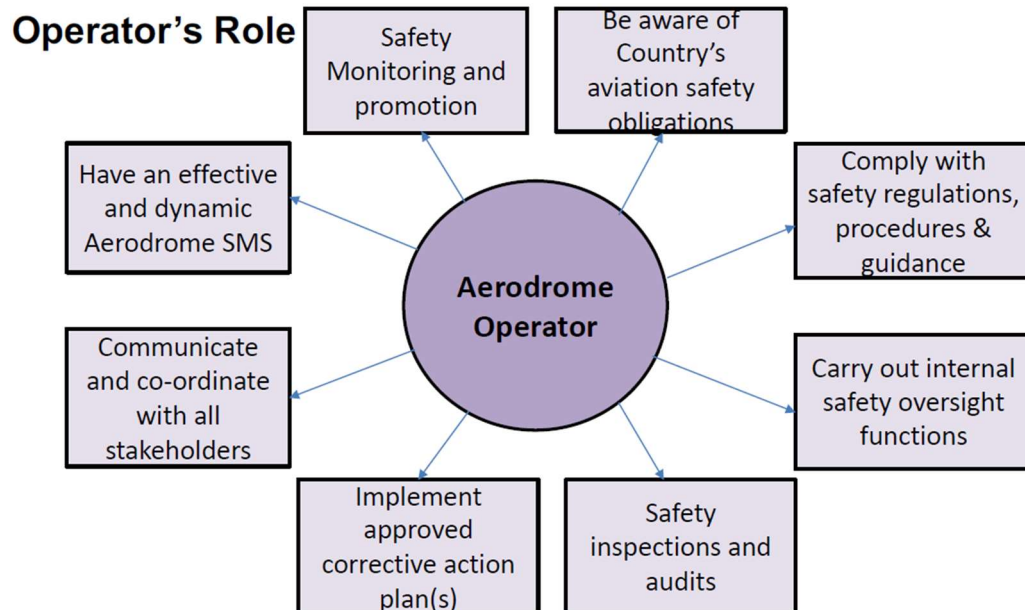 Operator’s Role
Safety
Monitoring and
promotion
Be aware of
Country’s
aviation safety
obligations
Have an effective
and dynamic
Aerodrome SMS
Comply with
safety regulations,
procedures &
guidance
Aerodrome
Operator
Communicate
and co-ordinate
with all
stakeholders
Carry out internal
safety oversight
functions
Implement
approved
corrective action
plan(s)
Safety
inspections and
audits